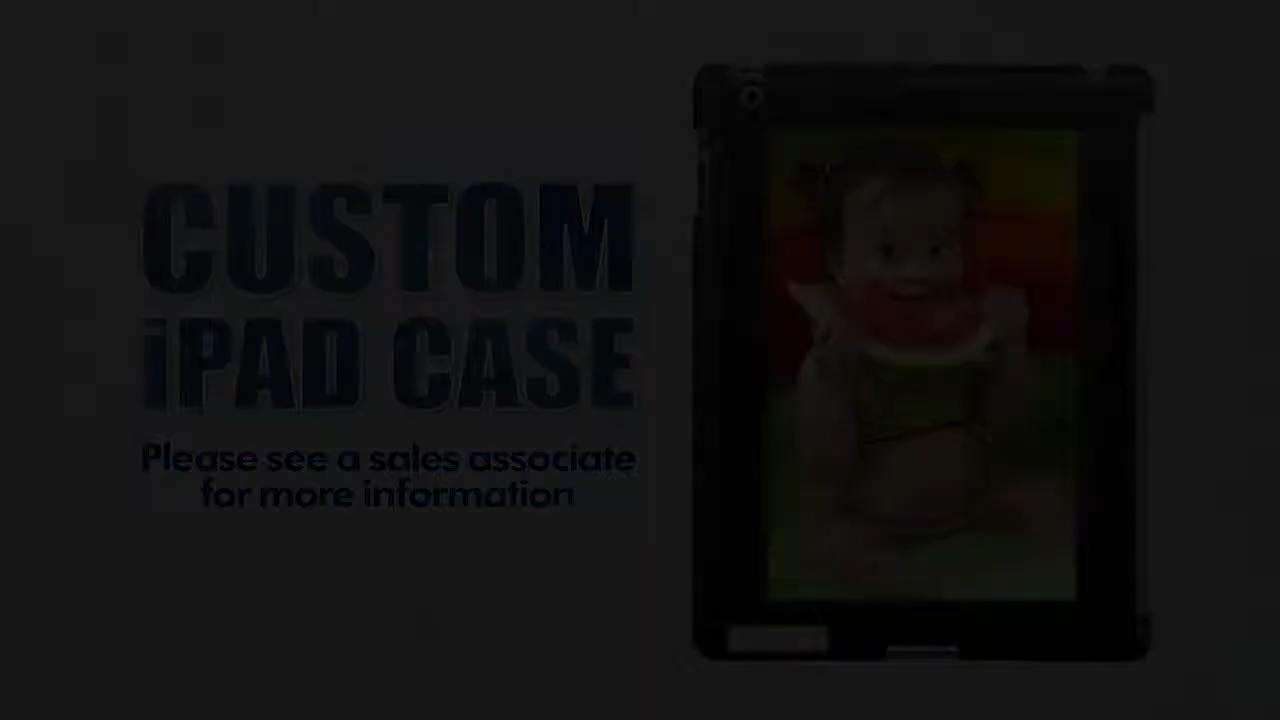 CUSTOM
iPAD CASE
Please see a sales associate
for more information